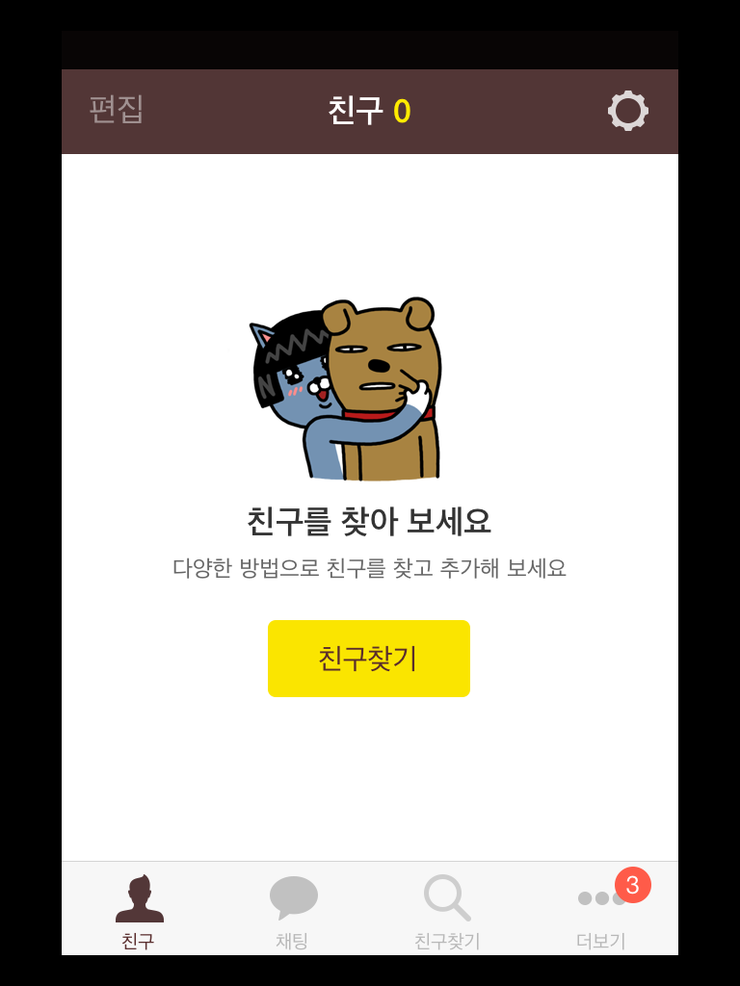 편집 친구 0
친구를 찾아 보세요
다양한 방법으로 친구를 찾고 추가해 보세요
친구찾기
3
친구 채팅 친구찾기 더보기